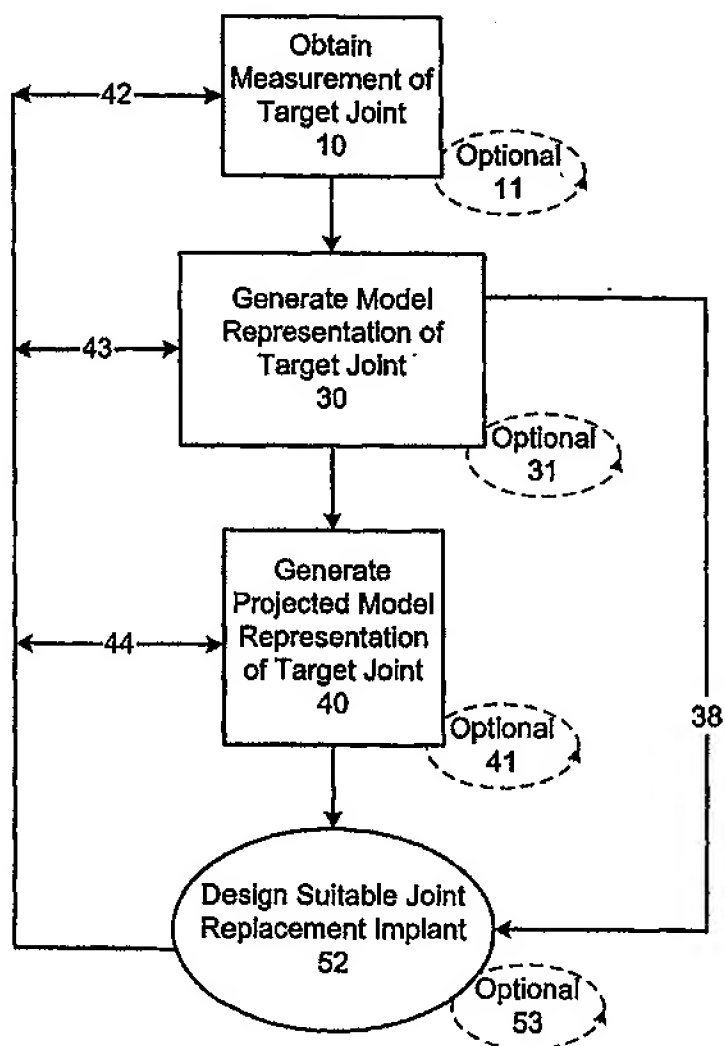 Obtain
Measurement of
Target Joint
10
42
Optional
11
Generate Model
Representation of
Target Joint
30
43
Optional
31
Generate
Projected Model
Representation
of Target Joint
40
44
38
Optional
41
Design Suitable Joint
Replacement Implant
52
Optional
53